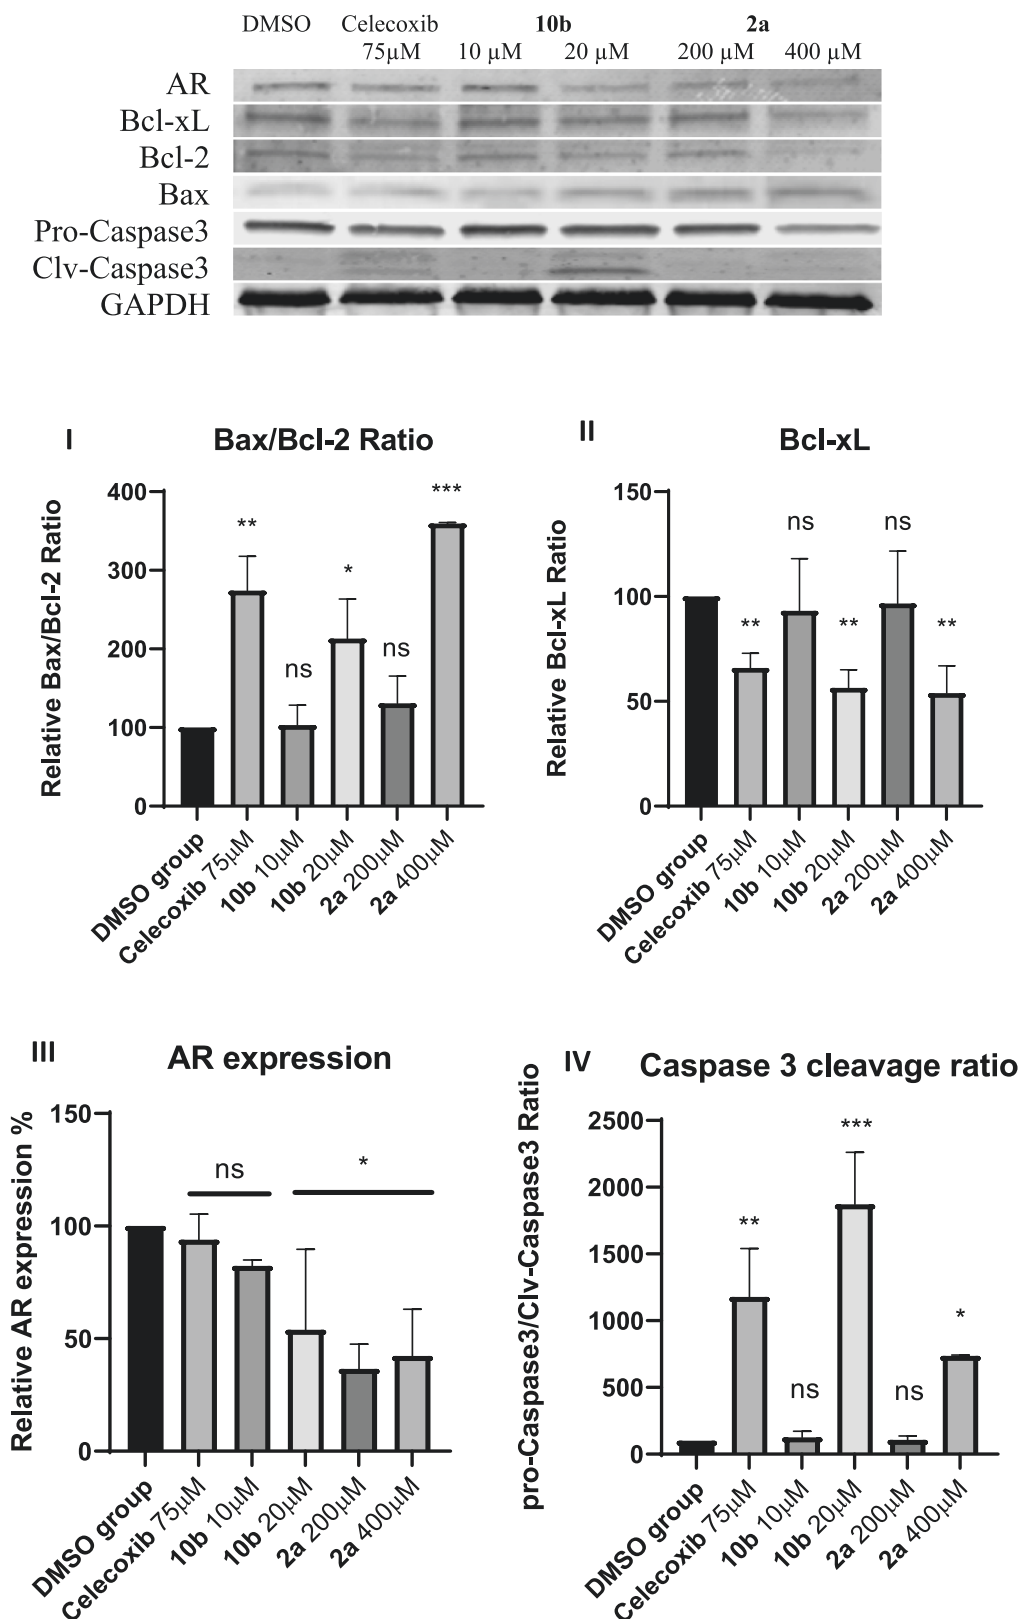 DMSO Celecoxib 10b 2a
75µM 10 µM 20 µM 200 µM 400 µM
AR
Bcl-xL
Bcl-2
Bax
Pro-Caspase3
Clv-Caspase3
GAPDH
I Bax/Bcl-2 Ratio
Relative Bax/Bcl-2 Ratio
400
300
200
100
0
** ns * ns ***
DMSO group
Celecoxib 75µM
10b 10µM
10b 20µM
2a 200µM
2a 400µM
II Bcl-xL
Relative Bcl-xL Ratio
150
100
50
0
** ns ** ns **
DMSO group
Celecoxib 75µM
10b 10µM
10b 20µM
2a 200µM
2a 400µM
III AR expression
Relative AR expression %
150
100
50
0
ns *
DMSO group
Celecoxib 75µM
10b 10µM
10b 20µM
2a 200µM
2a 400µM
IV Caspase 3 cleavage ratio
pro-Caspase3/Clv-Caspase3 Ratio
2500
2000
1500
1000
500
0
** ns *** ns *
DMSO group
Celecoxib 75µM
10b 10µM
10b 20µM
2a 200µM
2a 400µM